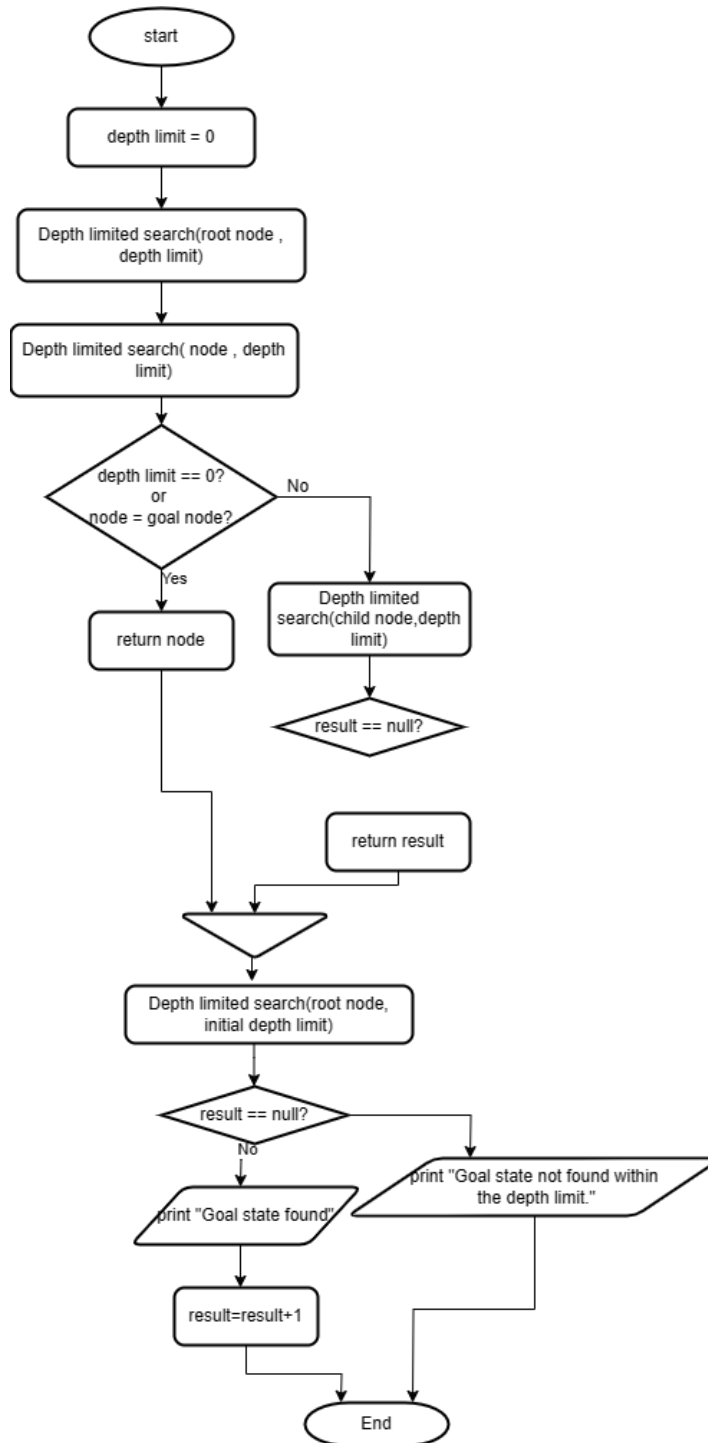 start
depth limit = 0
Depth limited search(root node ,
depth limit)
Depth limited search( node , depth
limit)
depth limit == 0?
or
node = goal node?
No
Yes
Depth limited
search(child node,depth
limit)
return node
result == null?
return result
Depth limited search(root node,
initial depth limit)
result == null?
No
print "Goal state not found within
the depth limit."
print "Goal state found"
result=result+1
End